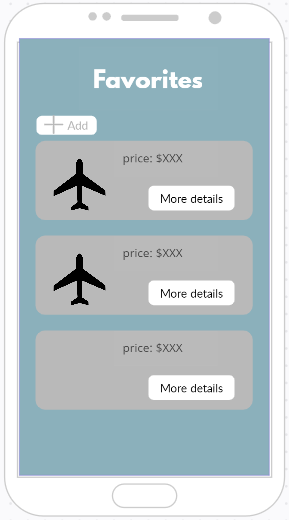 Favorites
Add
price: $XXX
More details
price: $XXX
More details
price: $XXX
More details